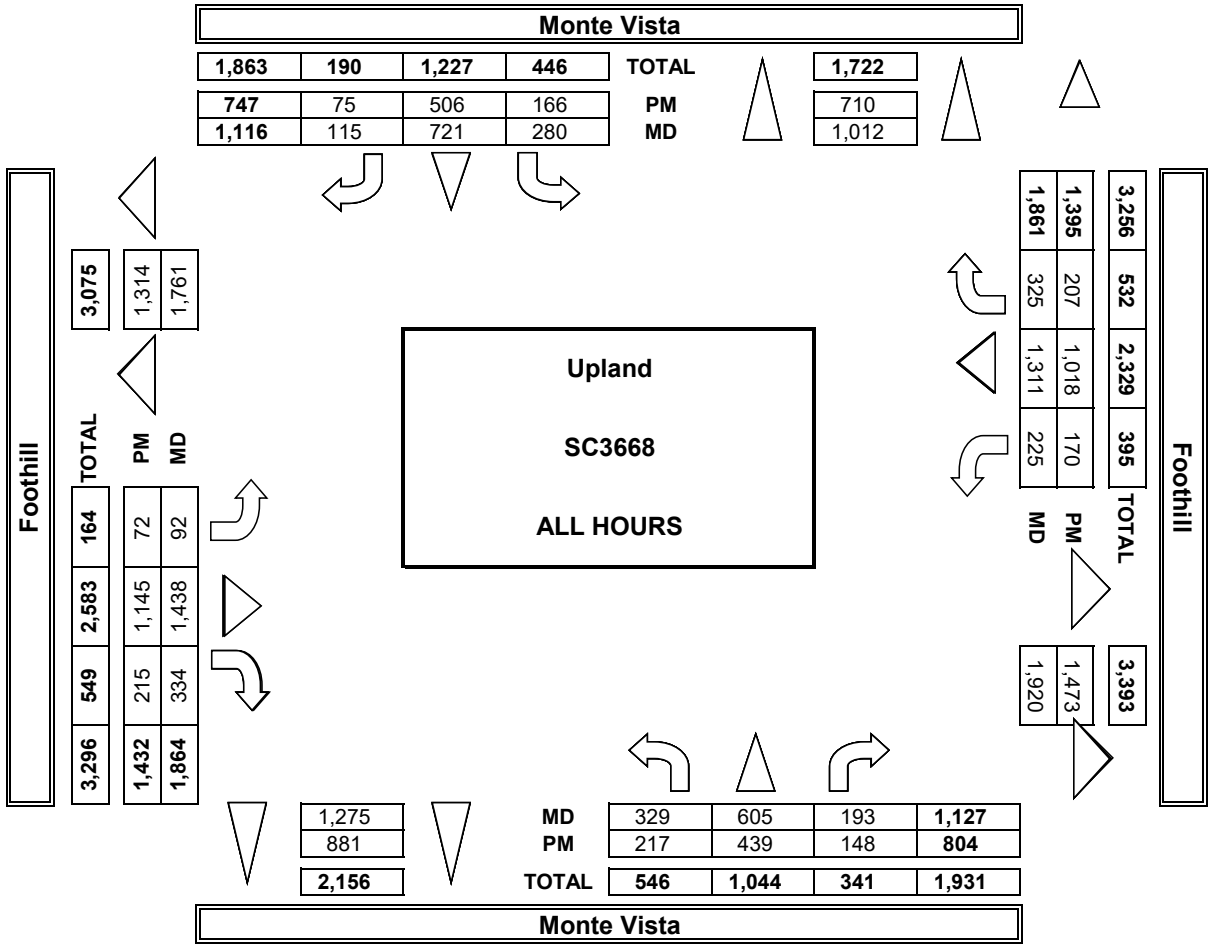 Monte Vista
1,863 190 1,227 446 TOTAL 1,722
747 75 506 166 PM 710
1,116 115 721 280 MD 1,012
Foothill
3,075 1,314 1,761
TOTAL PM MD
164 72 92
2,583 1,145 1,438
549 215 334
3,296 1,432 1,864
Upland
SC3668
ALL HOURS
1,861 1,395 3,256
325 207 532
1,311 1,018 2,329
225 170 395
MD PM TOTAL
1,920 1,473 3,393
Foothill
1,275 MD 329 605 193 1,127
881 PM 217 439 148 804
2,156 TOTAL 546 1,044 341 1,931
Monte Vista